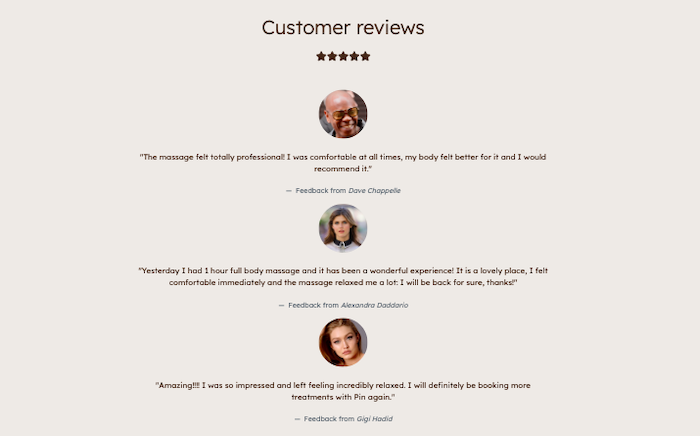 Customer reviews
"The massage felt totally professional! I was comfortable at all times, my body felt better for it and I would
recommend it."
— Feedback from Dave Chappelle
"Yesterday I had 1 hour full body massage and it has been a wonderful experience! It is a lovely place, I felt
comfortable immediately and the massage relaxed me a lot: I will be back for sure, thanks!"
— Feedback from Alexandra Daddario
"Amazing!!!! I was so impressed and left feeling incredibly relaxed. I will definitely be booking more
treatments with Pin again."
— Feedback from Gigi Hadid